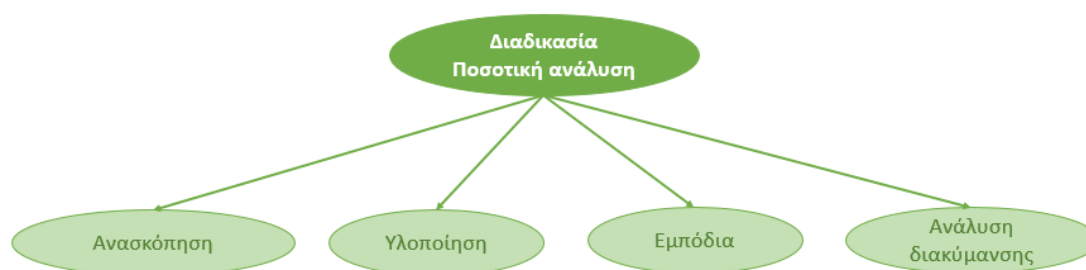 Διαδικασία
Ποσοτική ανάλυση
Ανασκόπηση
Υλοποίηση
Εμπόδια
Ανάλυση
διακύμανσης